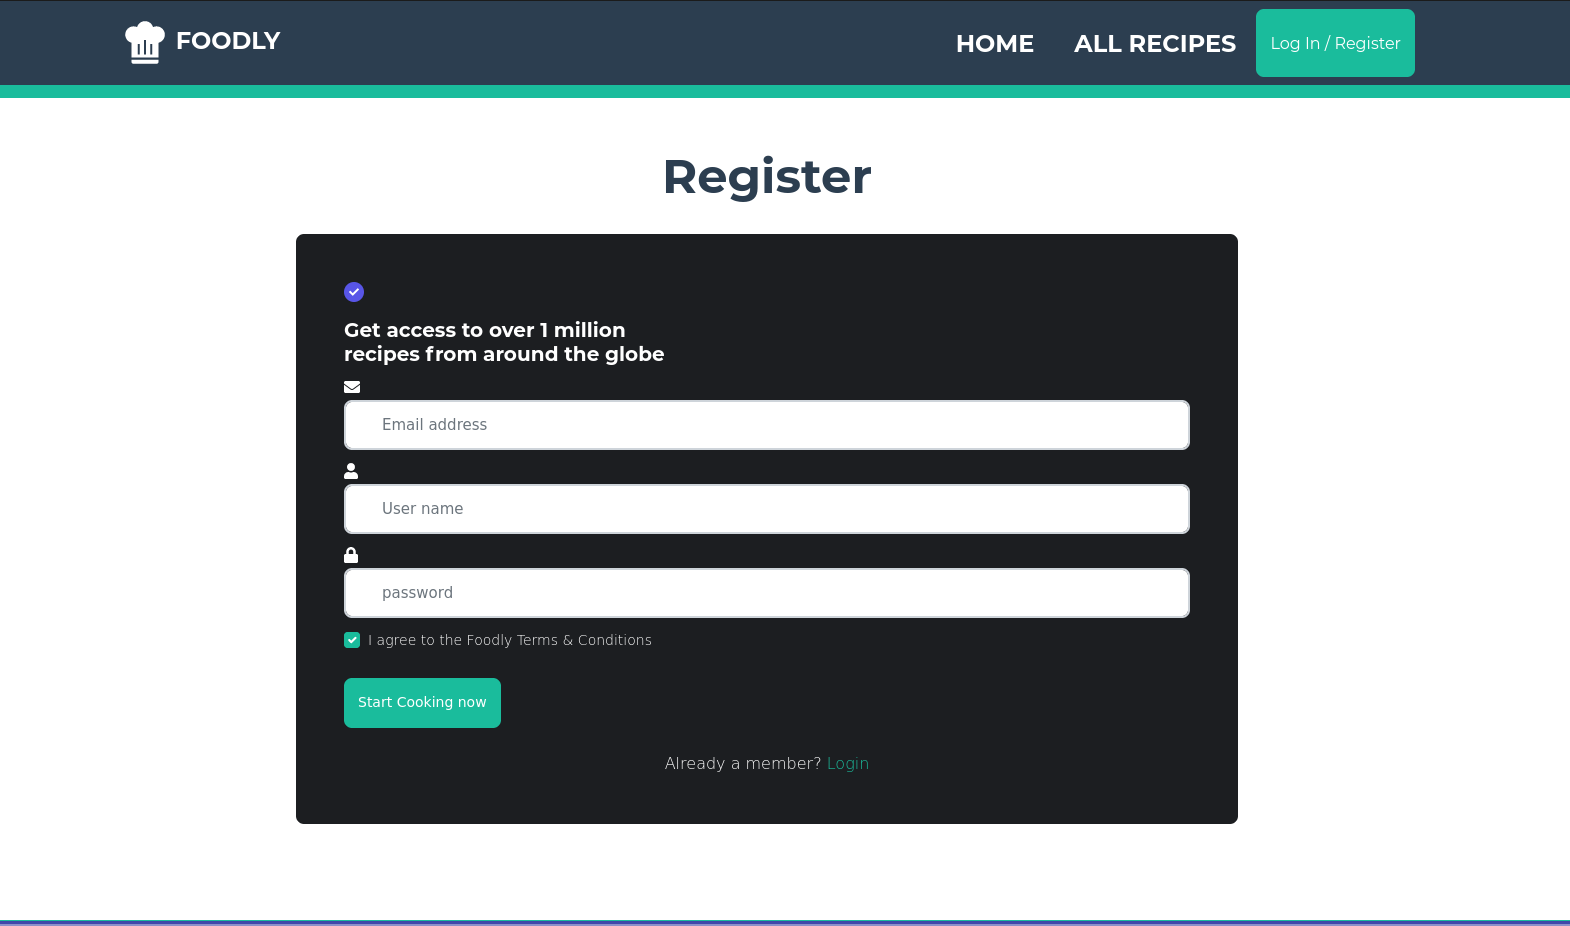 FOODLY
HOME
ALL RECIPES
Log In / Register
Register
Get access to over 1 million
recipes from around the globe
Email address
User name
password
I agree to the Foodly Terms & Conditions
Start Cooking now
Already a member? Login